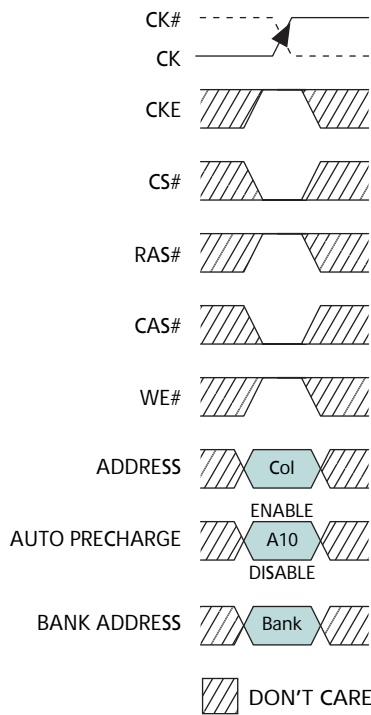 CK#
CK
CKE
CS#
RAS#
CAS#
WE#
ADDRESS
Col
ENABLE
AUTO PRECHARGE
A10
DISABLE
BANK ADDRESS
Bank
DON'T CARE